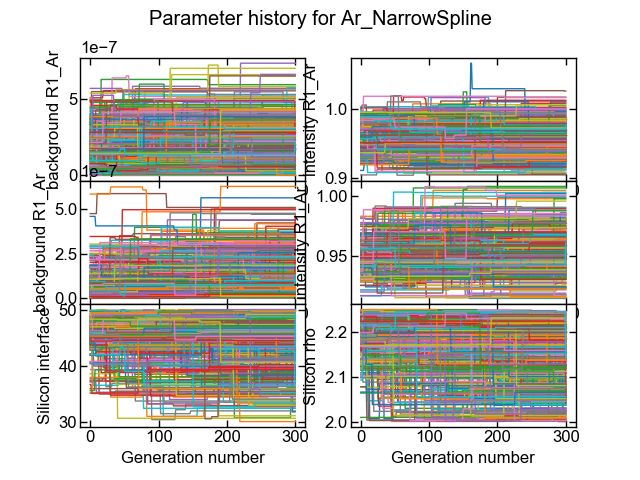 Parameter history for Ar_NarrowSpline
1e−7
background R1_Ar
5
0
intensity R1_Ar
1.0
0.9
0
1e−7
background R1_Ar
5.0
2.5
0.0
intensity R1_Ar
1.00
0.95
0
Silicon interface
50
40
30
0
100
200
300
Generation number
Silicon rho
2.2
2.1
2.0
0
100
200
300
Generation number